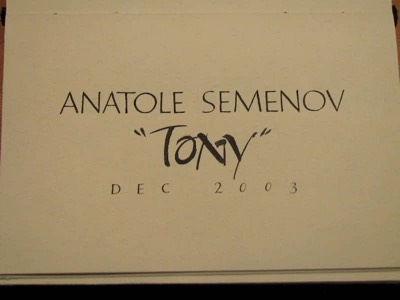 ANATOLE SEMENOV
"TONY"
DEC 2003